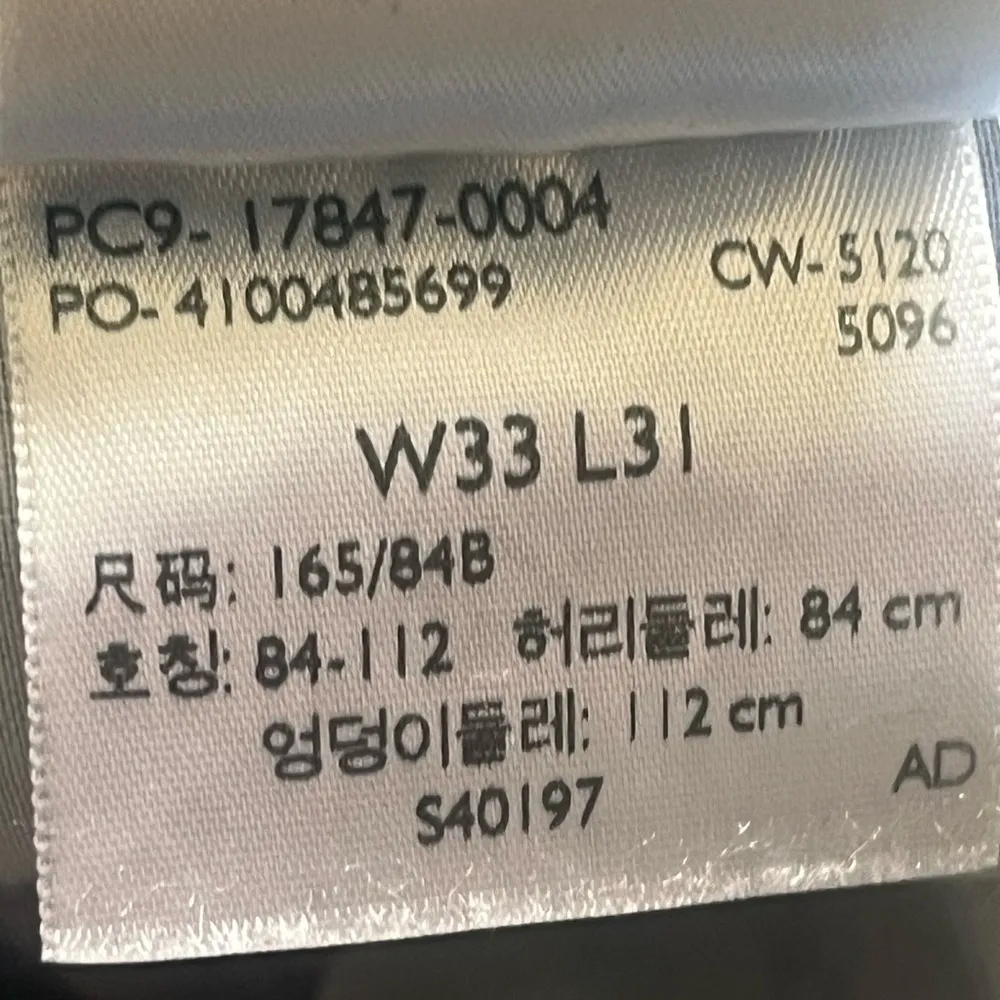 PC9-17847-0004
PO-4100485699
CW-5120
5096
W33 L31
尺码: 165/84B
호칭: 84-112 허리둘레: 84 cm
엉덩이둘레: 112 cm
S40197
AD